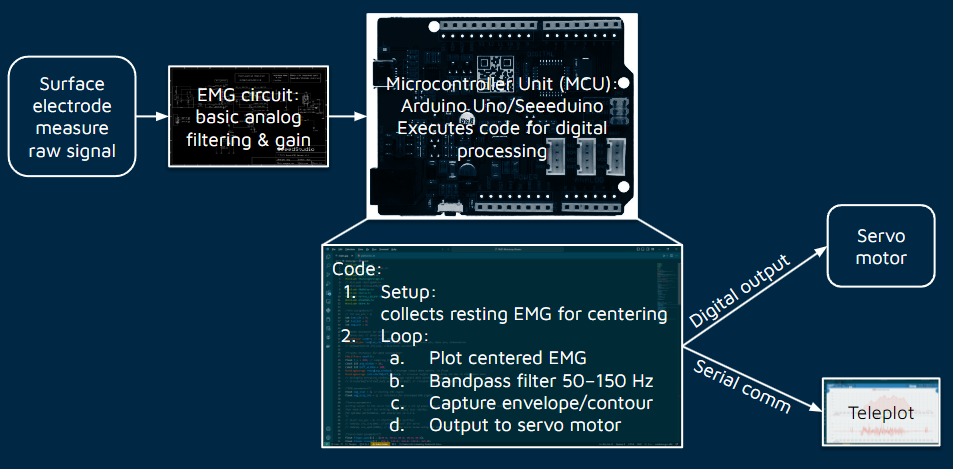 Surface
electrode
measure
raw signal
EMG circuit:
basic analog
filtering & gain
SeeedStudio
Microcontroller Unit (MCU):
Arduino Uno/Seeeduino
Executes code for digital
processing
Code:
1. Setup:
collects resting EMG for centering
2. Loop:
a. Plot centered EMG
b. Bandpass filter 50–150 Hz
c. Capture envelope/contour
d. Output to servo motor
Digital output
Servo
motor
Serial comm
Teleplot